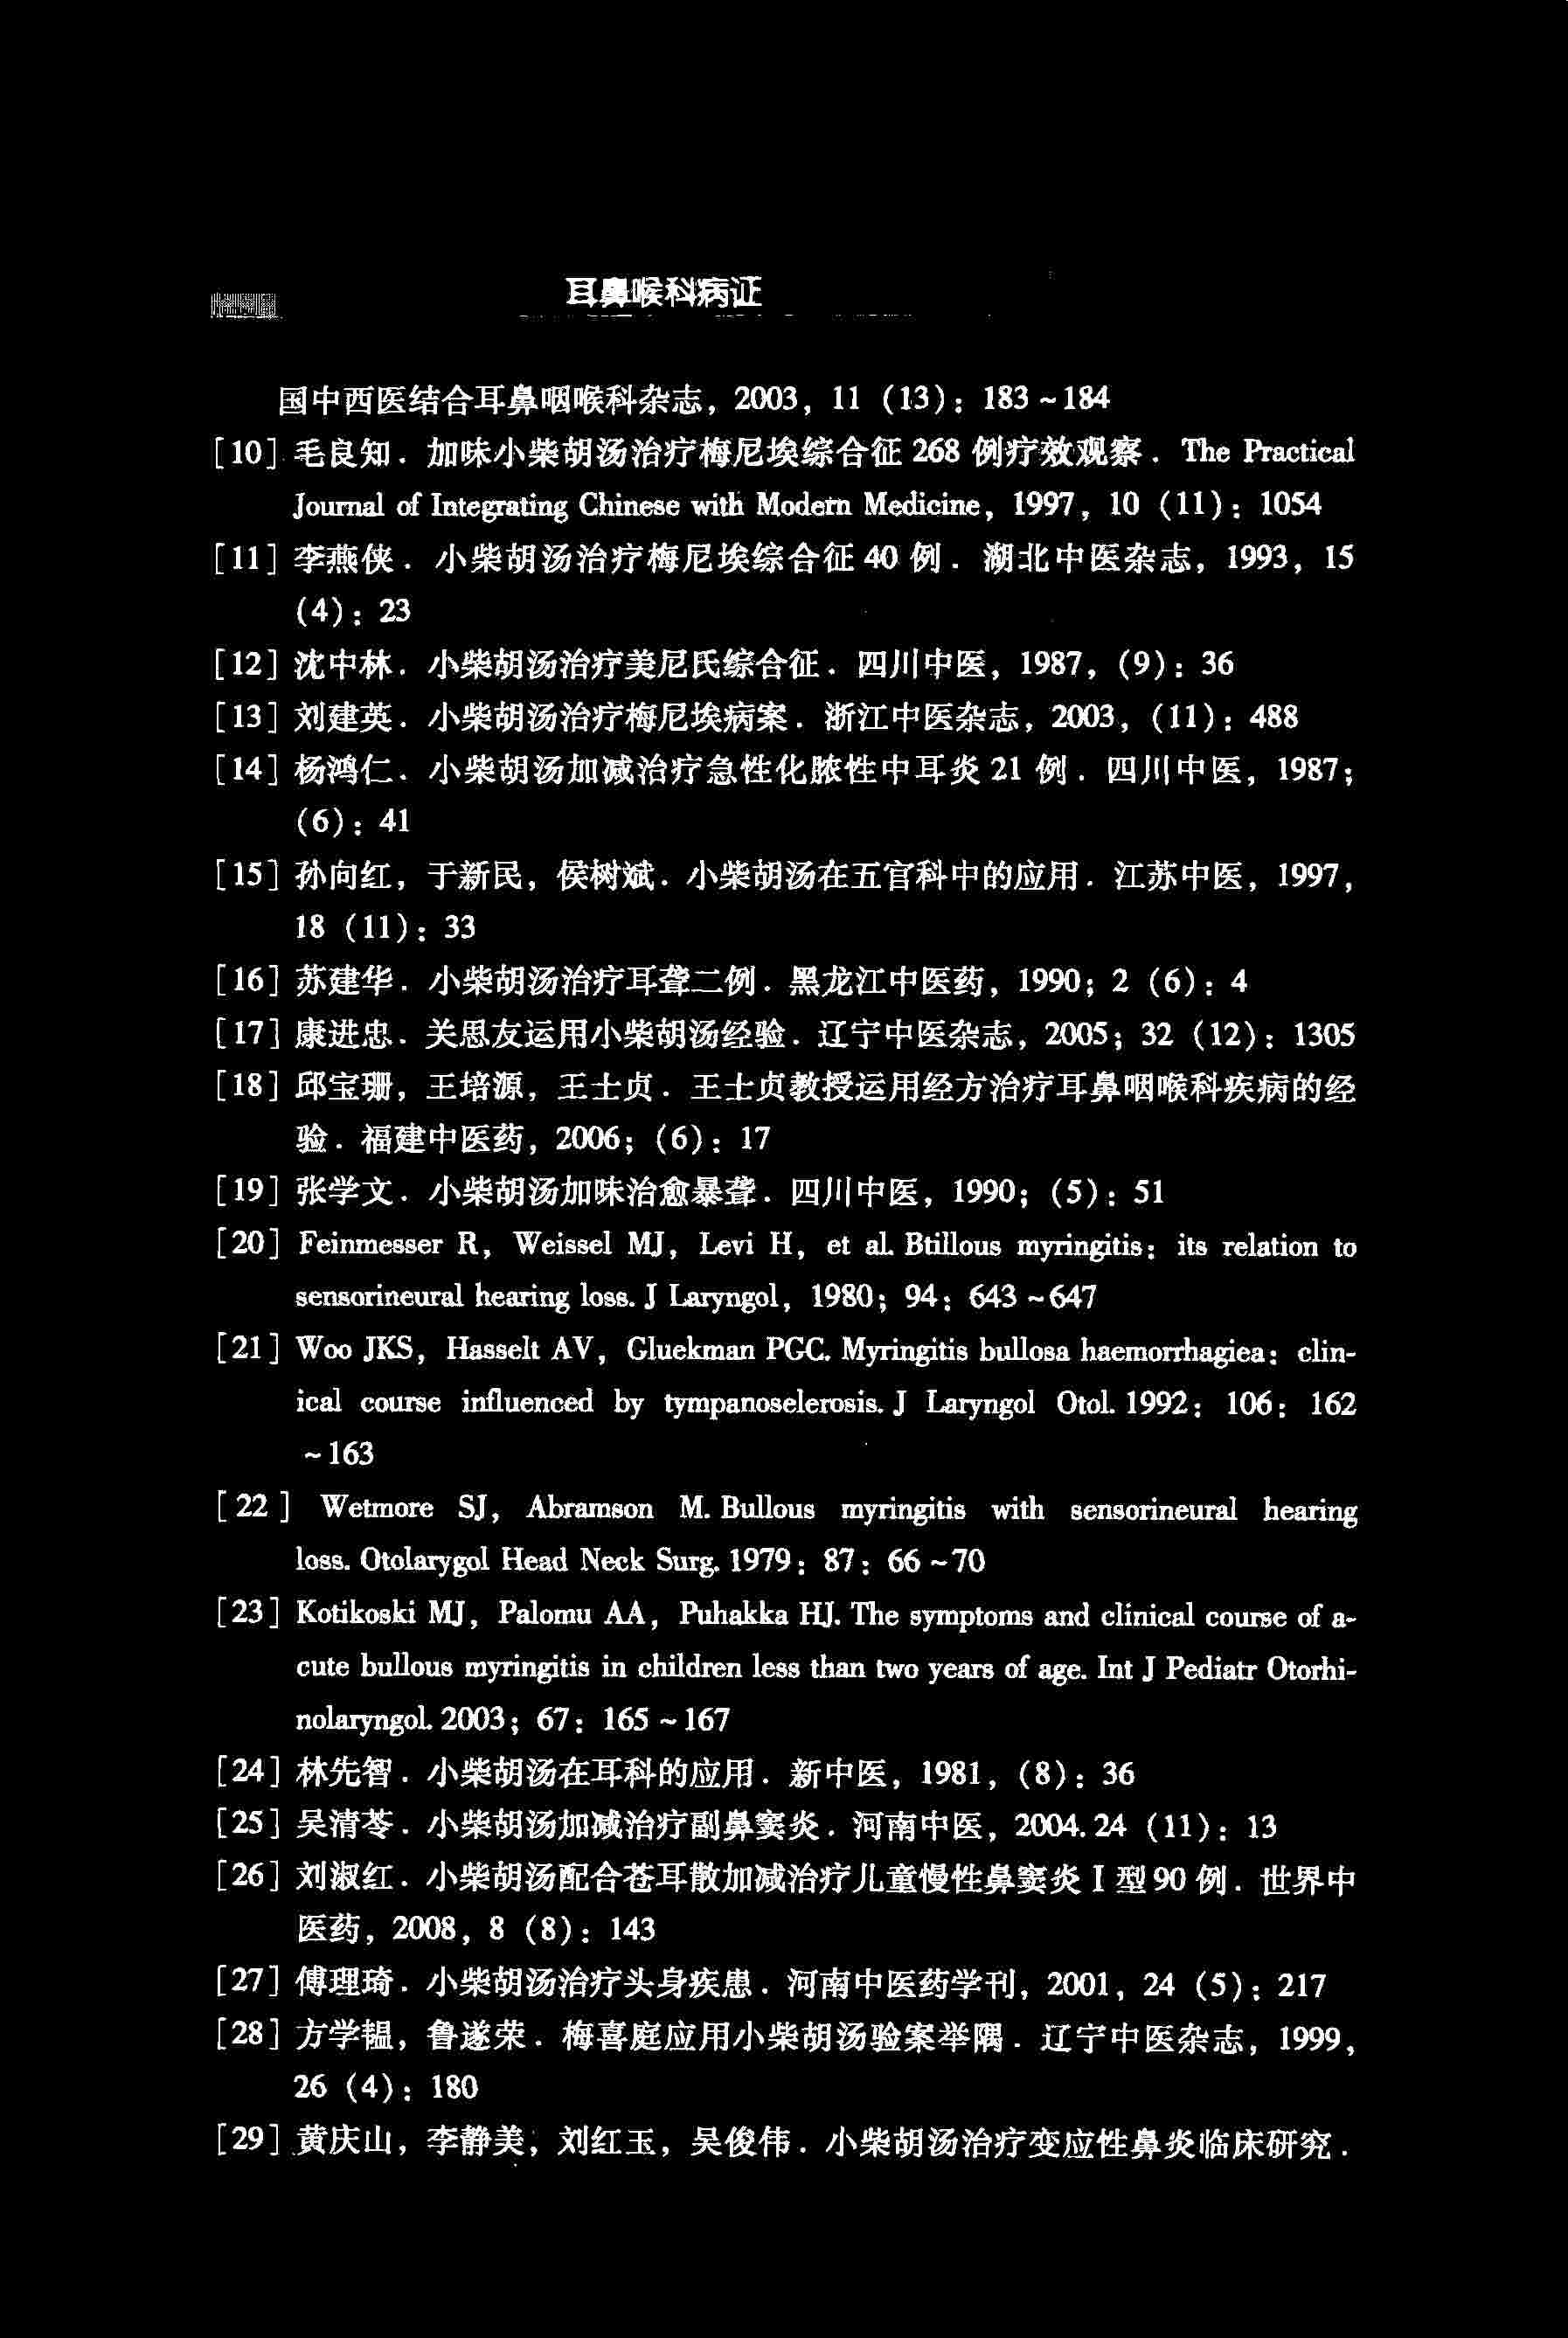 耳鼻喉科病证
国中西医结合耳鼻咽喉科杂志，2003，11（13）：183～184
[10] 毛良知．加味小柴胡汤治疗梅尼埃综合征268例疗效观察．The Practical
Journal of Integrating Chinese with Modern Medicine，1997，10（11）：1054
[11] 李燕侠．小柴胡汤治疗梅尼埃综合征40例．湖北中医杂志，1993，15
（4）：23
[12] 沈中林．小柴胡汤治疗美尼氏综合征．四川中医，1987，（9）：36
[13] 刘建英．小柴胡汤治疗梅尼埃病案．浙江中医杂志，2003，（11）：488
[14] 杨鸿仁．小柴胡汤加减治疗急性化脓性中耳炎21例．四川中医，1987；
（6）：41
[15] 孙向红，于新民，侯树斌．小柴胡汤在五官科中的应用．江苏中医，1997，
18（11）：33
[16] 苏建华．小柴胡汤治疗耳聋二例．黑龙江中医药，1990；2（6）：4
[17] 康进忠．关思友运用小柴胡汤经验．辽宁中医杂志，2005；32（12）：1305
[18] 邱宝珊，王培源，王士贞．王士贞教授运用经方治疗耳鼻咽喉科疾病的经
验．福建中医药，2006；（6）：17
[19] 张学文．小柴胡汤加味治愈暴聋．四川中医，1990；（5）：51
[20] Feinmesser R， Weissel MJ， Levi H， et al. Btillous myringitis： its relation to
sensorineural hearing loss. J Laryngol， 1980； 94： 643～647
[21] Woo JKS， Hasselt AV， Gluekman PGC. Myringitis bullosa haemorrhagiea： clin-
ical course influenced by tympanoselerosis. J Laryngol Otol. 1992： 106： 162
～163
[22] Wetmore SJ， Abramson M. Bullous myringitis with sensorineural hearing
loss. Otolarygol Head Neck Surg. 1979： 87： 66～70
[23] Kotikoski MJ， Palomu AA， Puhakka HJ. The symptoms and clinical course of a-
cute bullous myringitis in children less than two years of age. Int J Pediatr Otorhi-
nolaryngol. 2003； 67： 165～167
[24] 林先智．小柴胡汤在耳科的应用．新中医，1981，（8）：36
[25] 吴清苓．小柴胡汤加减治疗副鼻窦炎．河南中医，2004. 24（11）：13
[26] 刘淑红．小柴胡汤配合苍耳散加减治疗儿童慢性鼻窦炎Ⅰ型90例．世界中
医药，2008，8（8）：143
[27] 傅理琦．小柴胡汤治疗头身疾患．河南中医药学刊，2001，24（5）：217
[28] 方学韫，鲁遂荣．梅喜庭应用小柴胡汤验案举隅．辽宁中医杂志，1999，
26（4）：180
[29] 黄庆山，李静美，刘红玉，吴俊伟．小柴胡汤治疗变应性鼻炎临床研究．